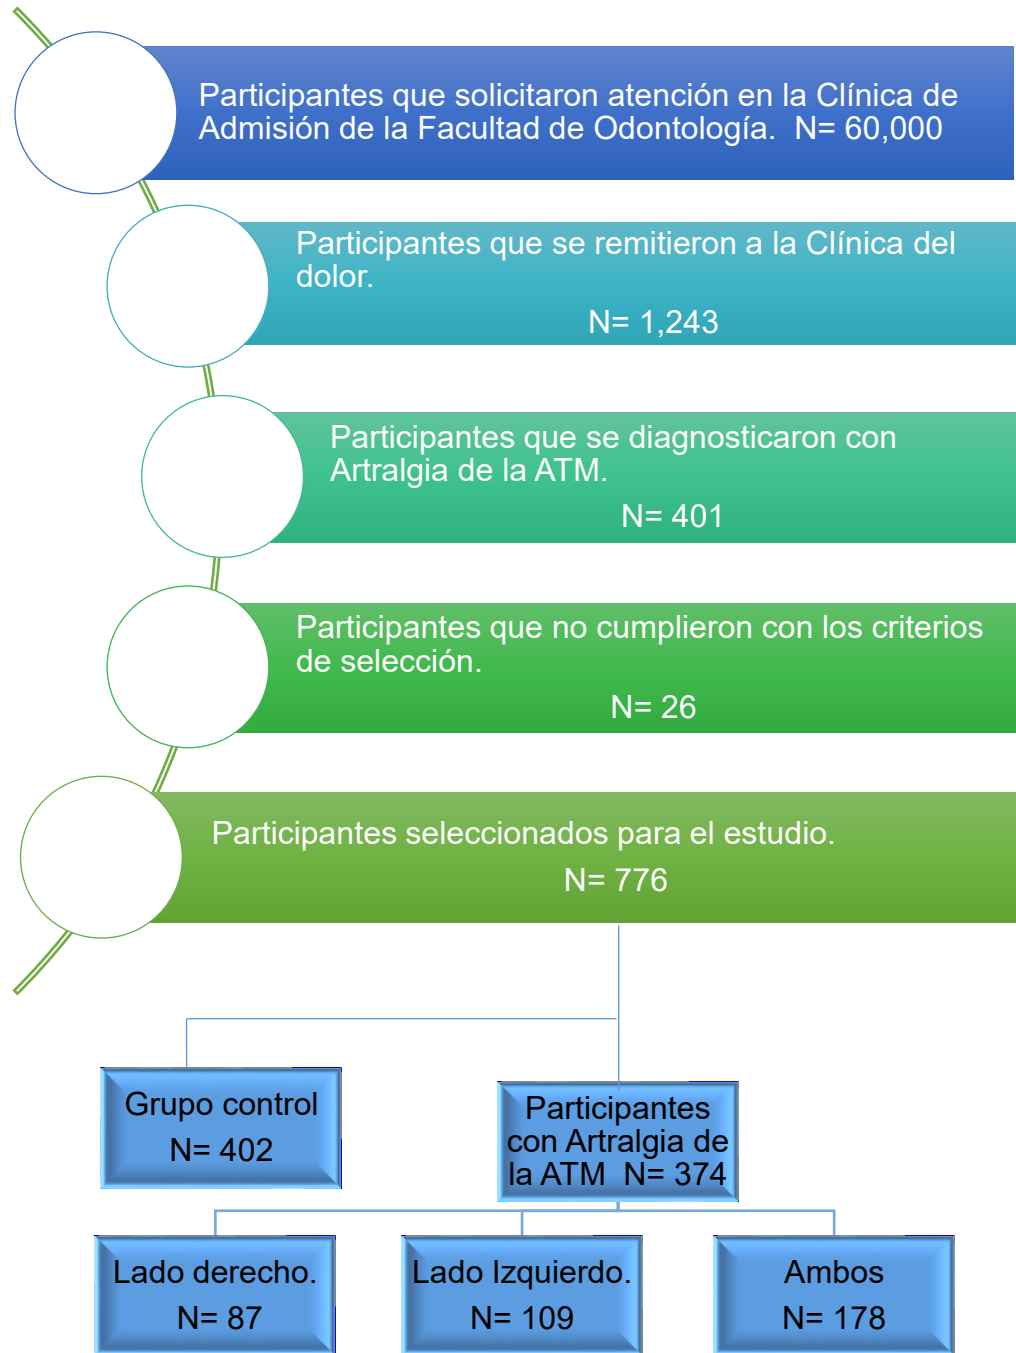 Participantes que solicitaron atención en la Clínica de
Admisión de la Facultad de Odontología.  N= 60,000
Participantes que se remitieron a la Clínica del
dolor.
N= 1,243
Participantes que se diagnosticaron con
Artralgia de la ATM.
N= 401
Participantes que no cumplieron con los criterios
de selección.
N= 26
Participantes seleccionados para el estudio.
N= 776
Grupo control
N= 402
Participantes
con Artralgia de
la ATM  N= 374
Lado derecho.
N= 87
Lado Izquierdo.
N= 109
Ambos
N= 178